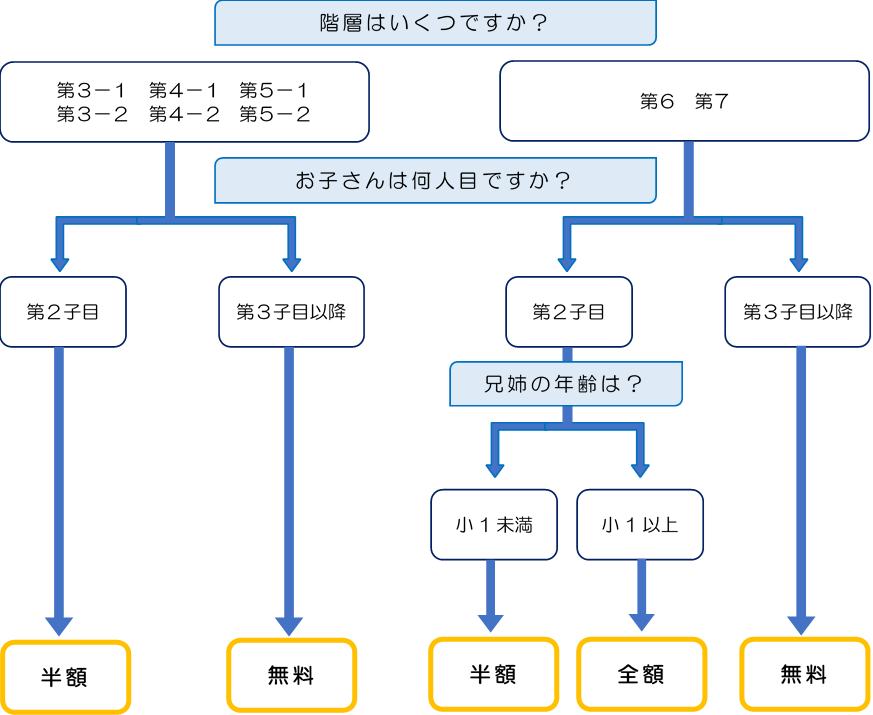 階層はいくつですか？
第３－１　第４－１　第５－１
第３－２　第４－２　第５－２
第６　第７
お子さんは何人目ですか？
第２子目
第３子目以降
第２子目
第３子目以降
兄姉の年齢は？
小１未満
小１以上
半額
無料
半額
全額
無料